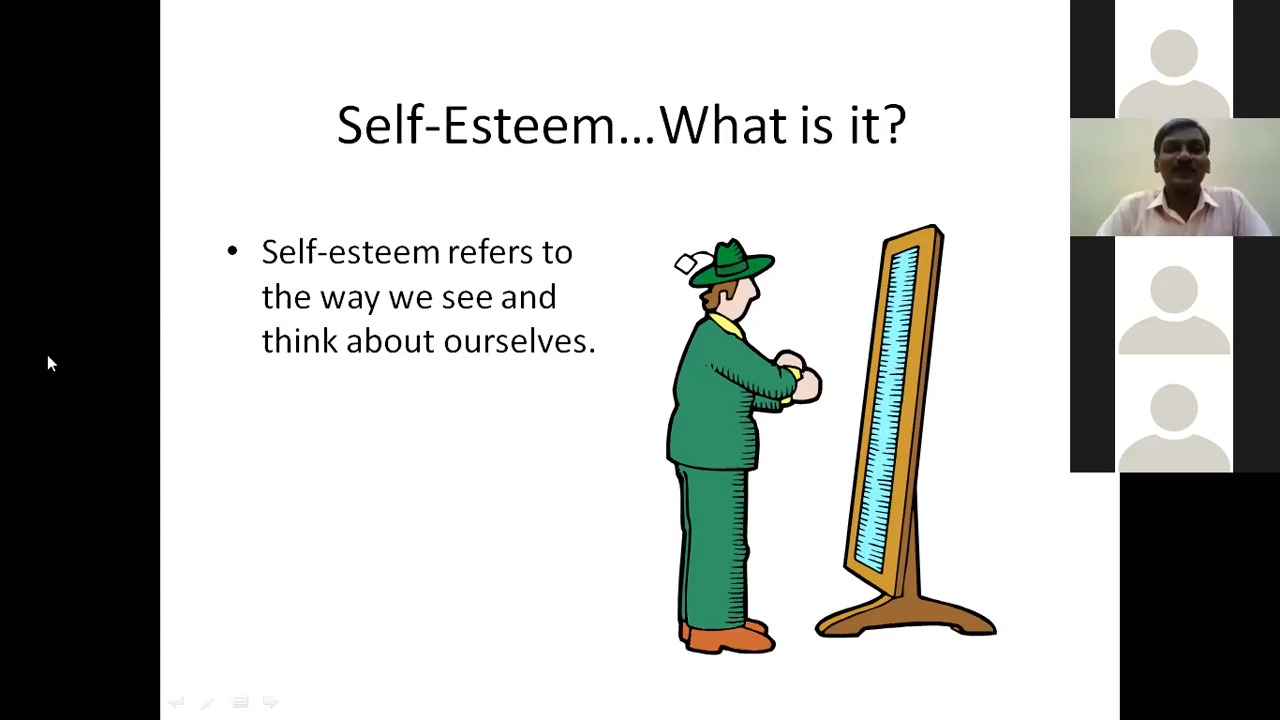 Self-Esteem...What is it?
• Self-esteem refers to
the way we see and
think about ourselves.